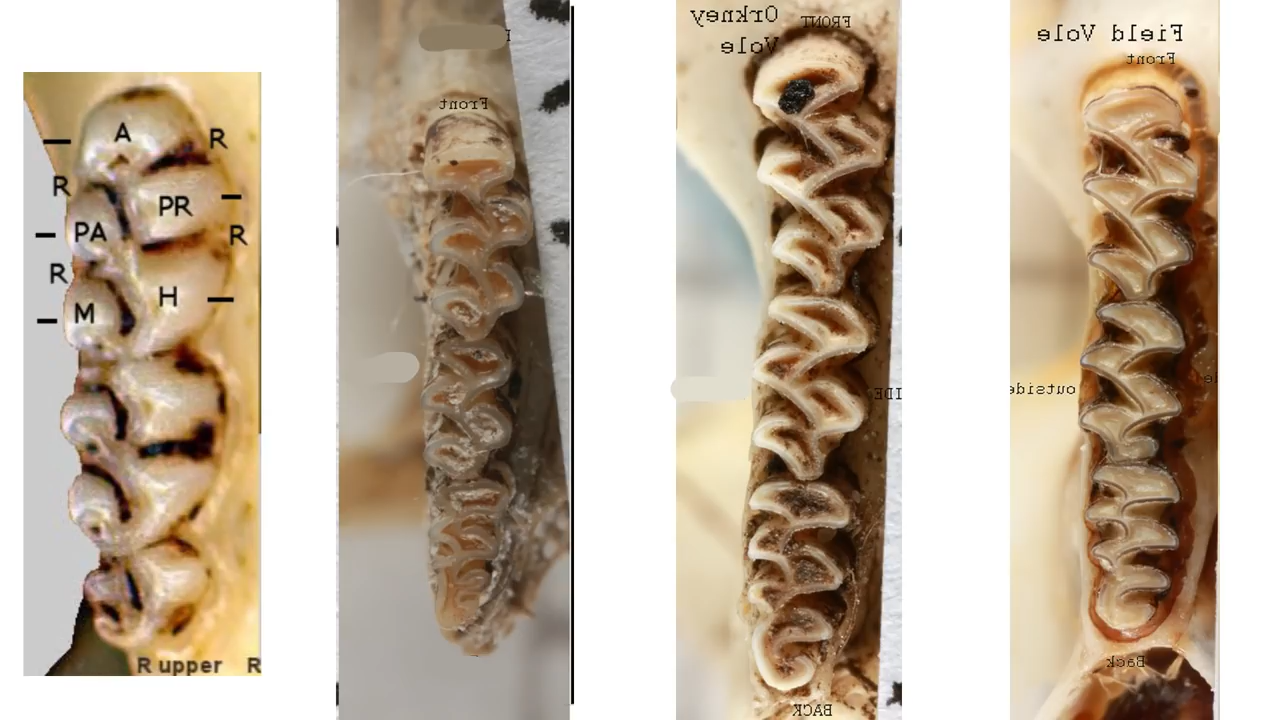 A
R
R
PR
PA
R
R
H
M
R upper R
Front
Orkney
Vole
FRONT
BACK
Field Vole
Front
outside
Back